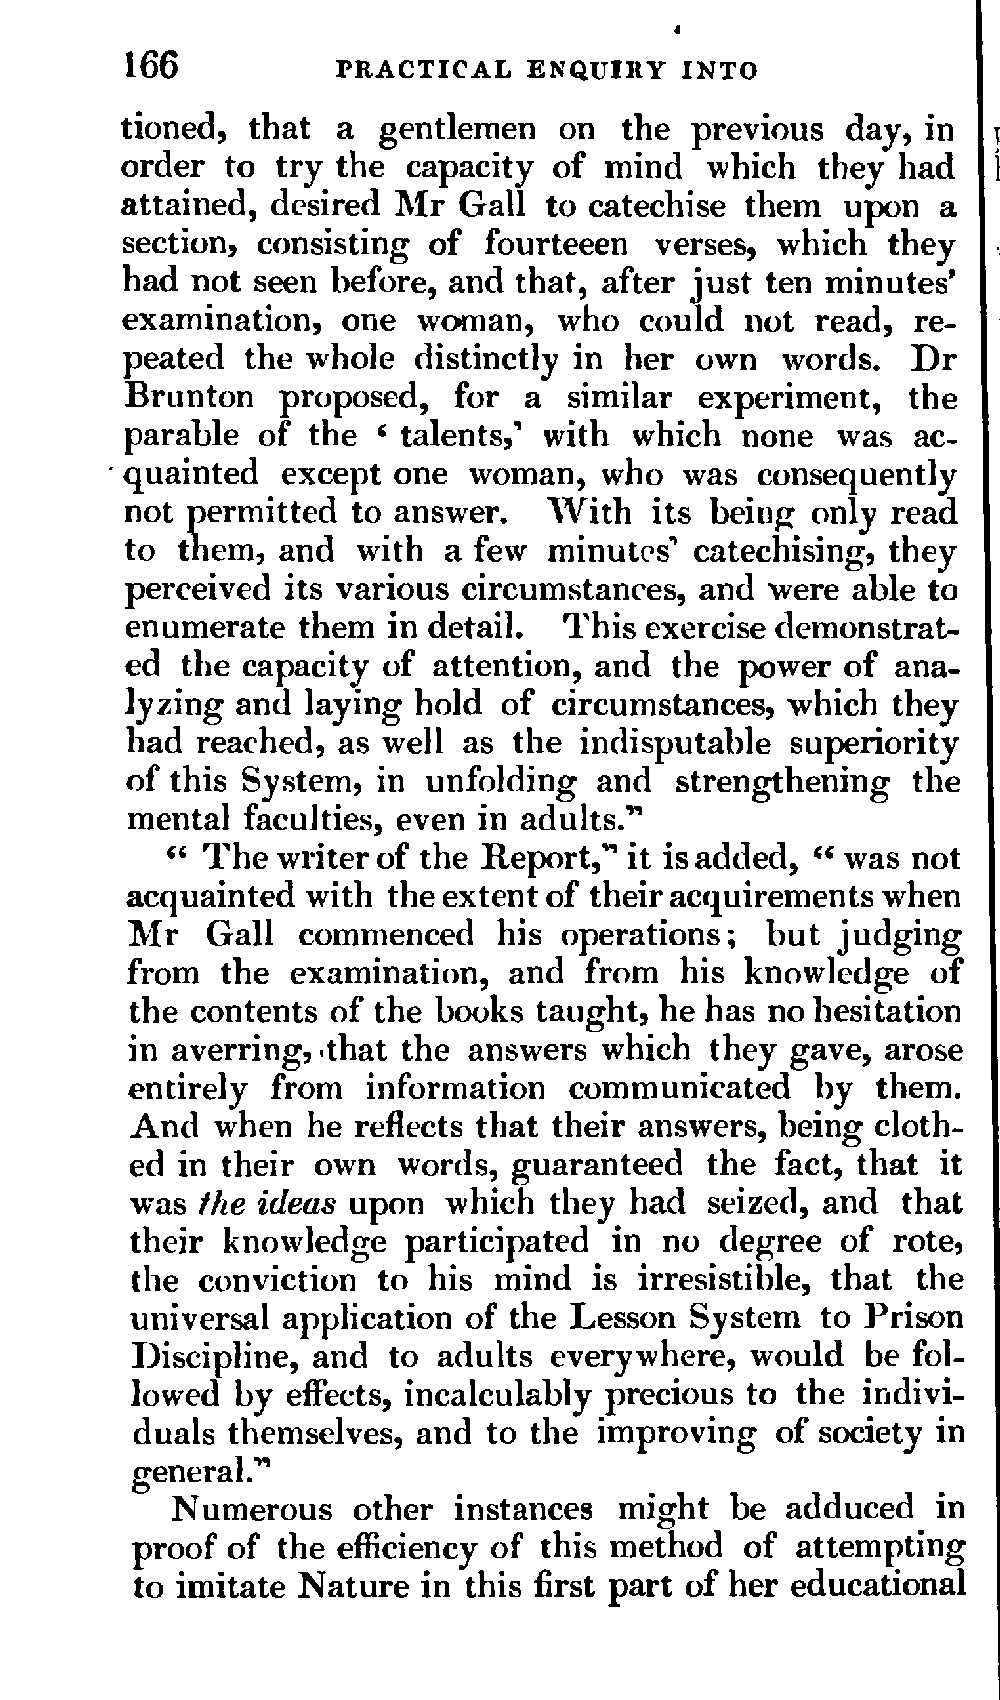 166 PRACTICAL ENQUIRY INTO
tioned, that a gentlemen on the previous day, in
order to try the capacity of mind which they had
attained, desired Mr Gall to catechise them upon a
section, consisting of fourteeen verses, which they
had not seen before, and that, after just ten minutes'
examination, one woman, who could not read, re-
peated the whole distinctly in her own words. Dr
Brunton proposed, for a similar experiment, the
parable of the ‘ talents,’ with which none was ac-
quainted except one woman, who was consequently
not permitted to answer. With its being only read
to them, and with a few minutes' catechising, they
perceived its various circumstances, and were able to
enumerate them in detail. This exercise demonstrat-
ed the capacity of attention, and the power of ana-
lyzing and laying hold of circumstances, which they
had reached, as well as the indisputable superiority
of this System, in unfolding and strengthening the
mental faculties, even in adults.”
“ The writer of the Report,” it is added, “ was not
acquainted with the extent of their acquirements when
Mr Gall commenced his operations; but judging
from the examination, and from his knowledge of
the contents of the books taught, he has no hesitation
in averring, that the answers which they gave, arose
entirely from information communicated by them.
And when he reflects that their answers, being cloth-
ed in their own words, guaranteed the fact, that it
was the ideas upon which they had seized, and that
their knowledge participated in no degree of rote,
the conviction to his mind is irresistible, that the
universal application of the Lesson System to Prison
Discipline, and to adults everywhere, would be fol-
lowed by effects, incalculably precious to the indivi-
duals themselves, and to the improving of society in
general.”
Numerous other instances might be adduced in
proof of the efficiency of this method of attempting
to imitate Nature in this first part of her educational